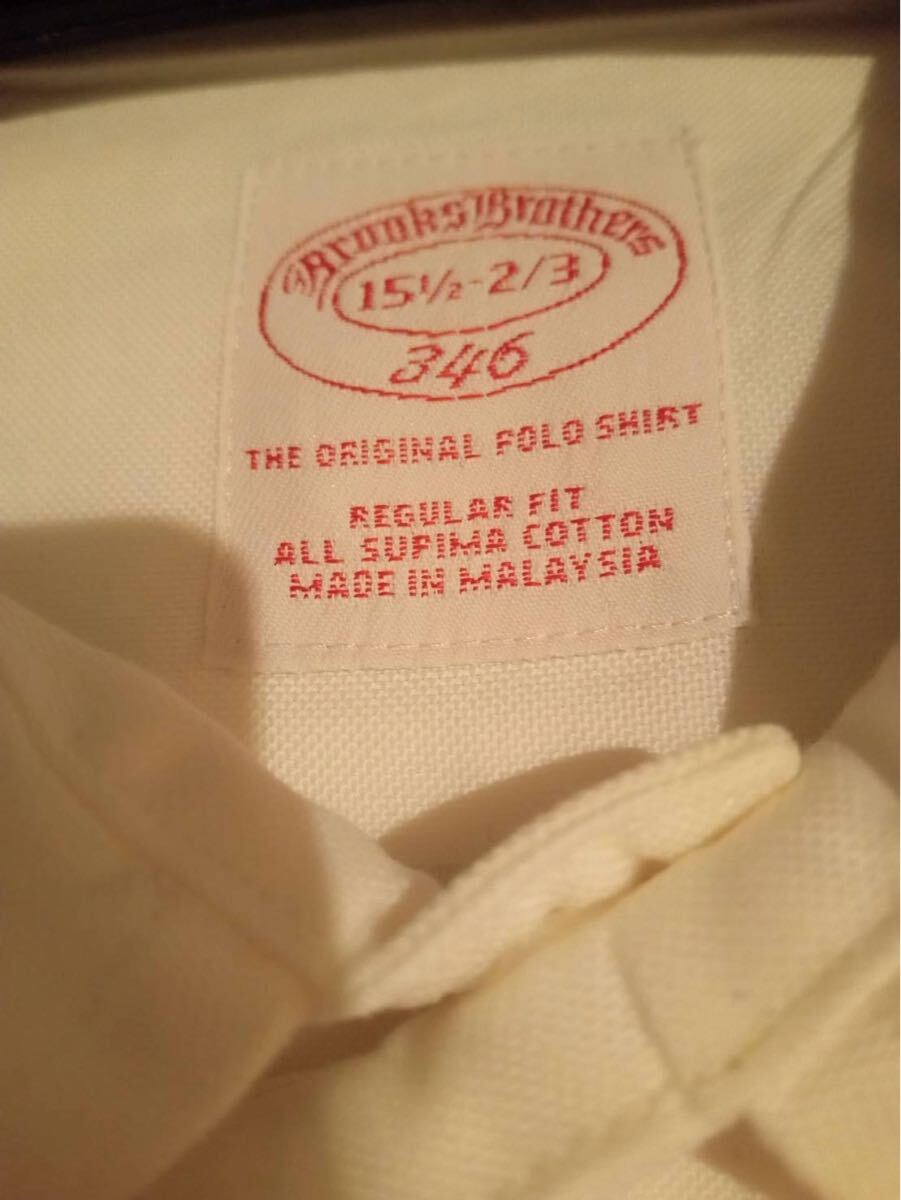 Brooks Brothers
15½-2/3
346
THE ORIGINAL POLO SHIRT
REGULAR FIT
ALL SUPIMA COTTON
MADE IN MALAYSIA